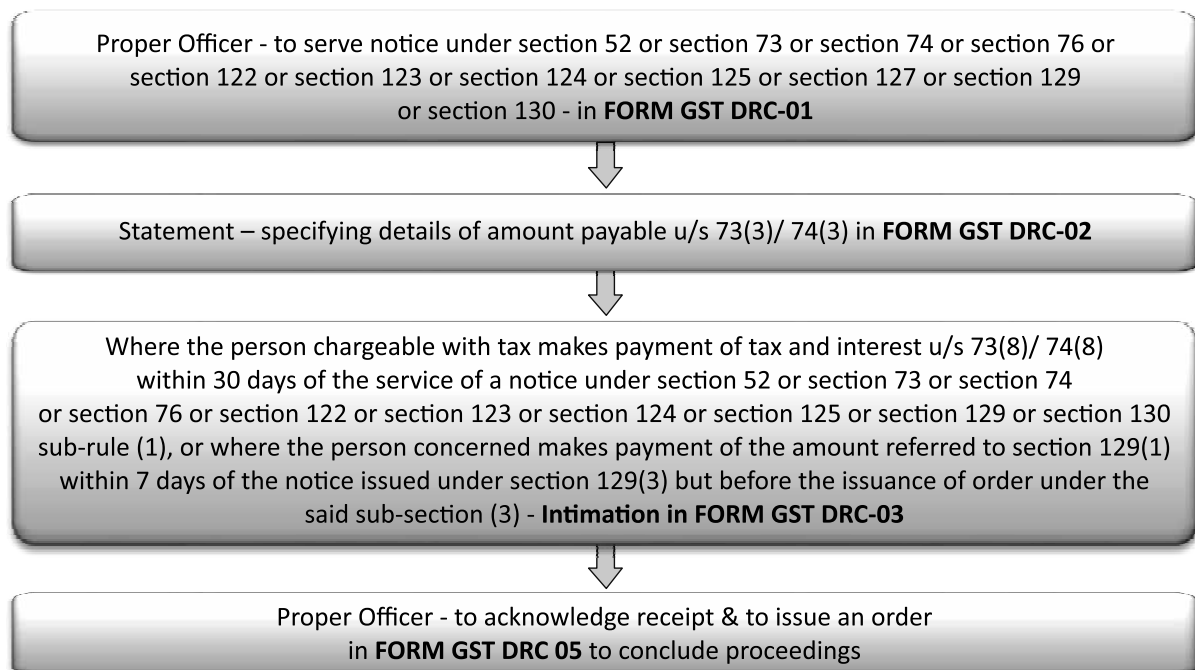 Proper Officer - to serve notice under section 52 or section 73 or section 74 or section 76 or
section 122 or section 123 or section 124 or section 125 or section 127 or section 129
or section 130 - in FORM GST DRC-01
Statement – specifying details of amount payable u/s 73(3)/ 74(3) in FORM GST DRC-02
Where the person chargeable with tax makes payment of tax and interest u/s 73(8)/ 74(8)
within 30 days of the service of a notice under section 52 or section 73 or section 74
or section 76 or section 122 or section 123 or section 124 or section 125 or section 129 or section 130
sub-rule (1), or where the person concerned makes payment of the amount referred to section 129(1)
within 7 days of the notice issued under section 129(3) but before the issuance of order under the
said sub-section (3) - Intimation in FORM GST DRC-03
Proper Officer - to acknowledge receipt & to issue an order
in FORM GST DRC 05 to conclude proceedings